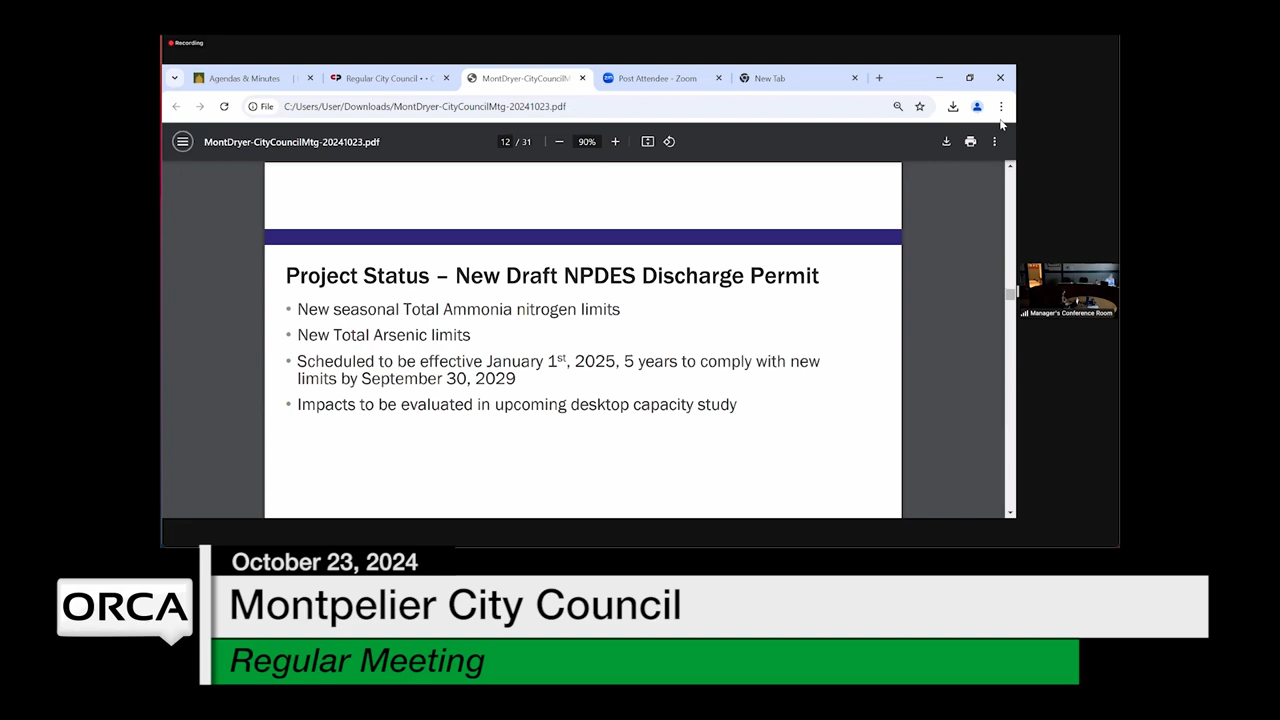 Recording
Agendas & Minutes
Regular City Council • • C
MontDryer-CityCouncilM
Post Attendee - Zoom
New Tab
File C:/Users/User/Downloads/MontDryer-CityCouncilMtg-20241023.pdf
MontDryer-CityCouncilMtg-20241023.pdf
12 / 31
90%
Project Status – New Draft NPDES Discharge Permit
• New seasonal Total Ammonia nitrogen limits
• New Total Arsenic limits
• Scheduled to be effective January 1st, 2025, 5 years to comply with new
limits by September 30, 2029
• Impacts to be evaluated in upcoming desktop capacity study
Manager's Conference Room
October 23, 2024
ORCA
Montpelier City Council
Regular Meeting